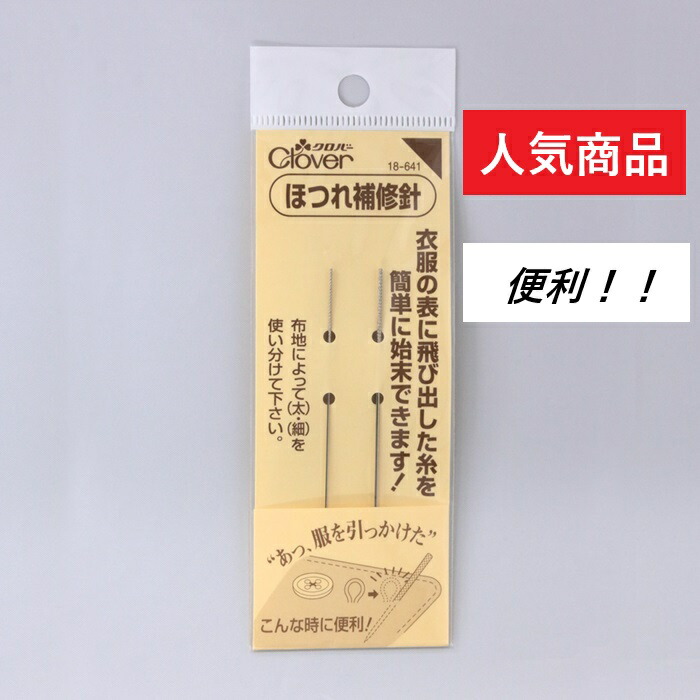 クロバー
Clover
18-641
ほつれ補修針
衣服の表に飛び出した糸を
簡単に始末できます!
布地によって(太・細)を
使い分けて下さい。
“あっ、服を引っかけた”
こんな時に便利!
人気商品
便利！！